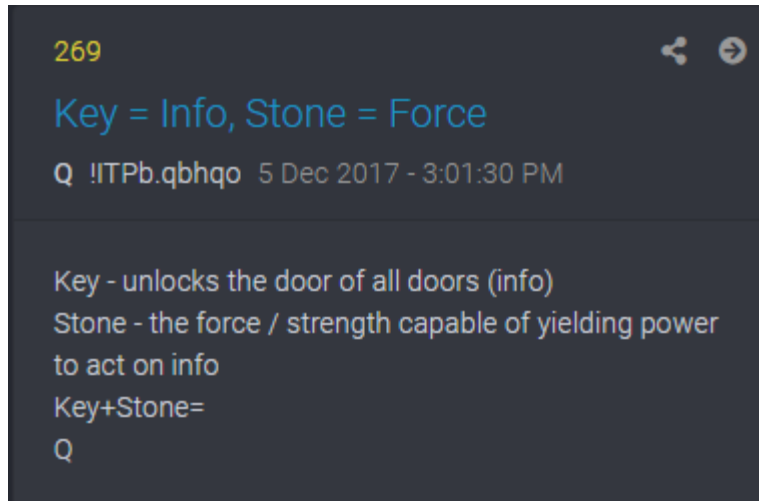 269
Key = Info, Stone = Force
Q !ITPb.qbhqo 5 Dec 2017 - 3:01:30 PM
Key - unlocks the door of all doors (info)
Stone - the force / strength capable of yielding power
to act on info
Key+Stone=
Q